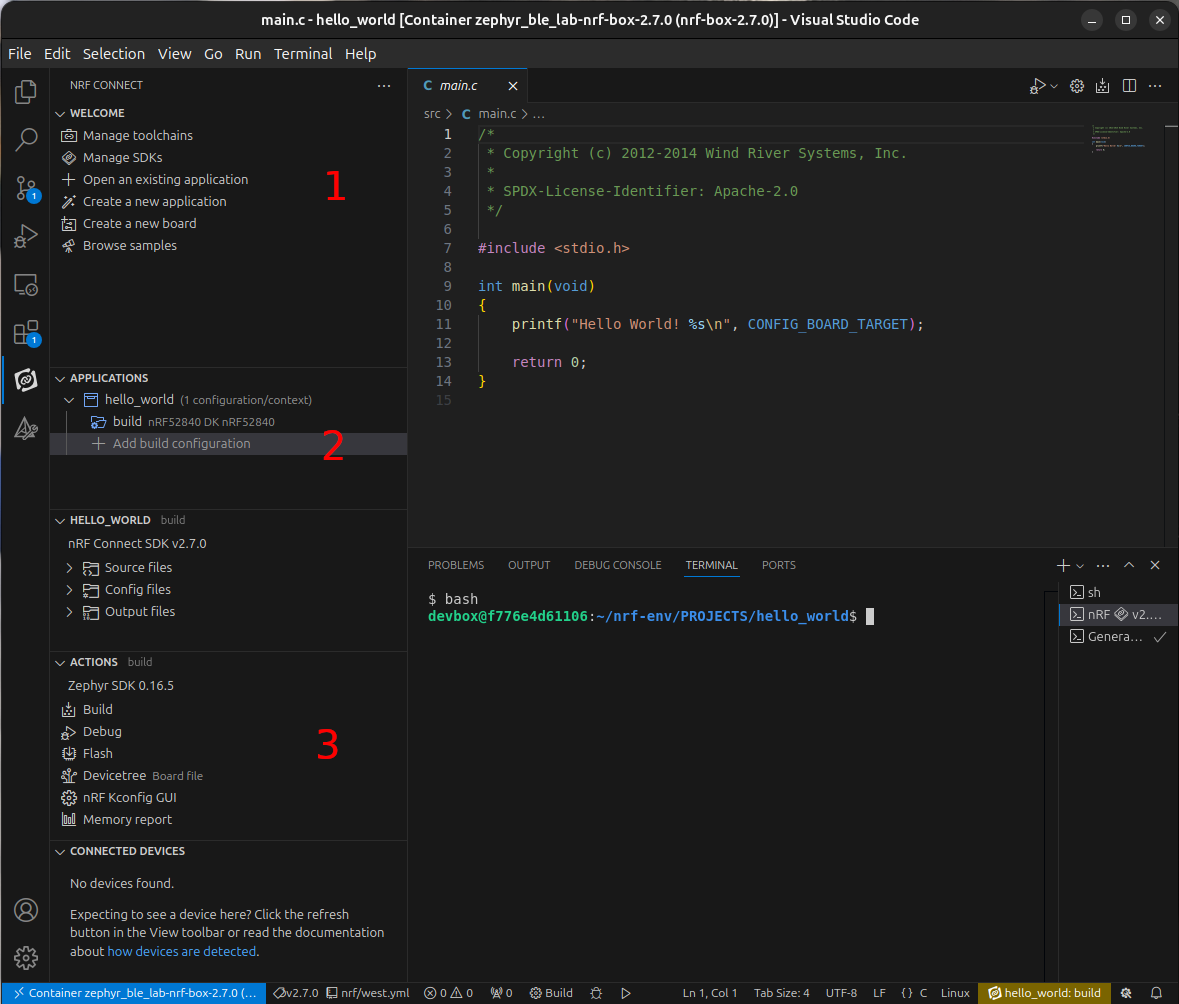 main.c - hello_world [Container zephyr_ble_lab-nrf-box-2.7.0 (nrf-box-2.7.0)] - Visual Studio Code
File Edit Selection View Go Run Terminal Help
NRF CONNECT
WELCOME
Manage toolchains
Manage SDKs
Open an existing application
Create a new application
Create a new board
Browse samples
1
1
1
APPLICATIONS
hello_world (1 configuration/context)
build nRF52840 DK nRF52840
Add build configuration
2
HELLO_WORLD build
nRF Connect SDK v2.7.0
Source files
Config files
Output files
ACTIONS build
Zephyr SDK 0.16.5
Build
Debug
Flash
Devicetree Board file
nRF Kconfig GUI
Memory report
3
CONNECTED DEVICES
No devices found.
Expecting to see a device here? Click the refresh
button in the View toolbar or read the documentation
about how devices are detected.
C main.c
src > C main.c > ...
1 /*
2 * Copyright (c) 2012-2014 Wind River Systems, Inc.
3 *
4 * SPDX-License-Identifier: Apache-2.0
5 */
6
7 #include <stdio.h>
8
9 int main(void)
10 {
11 printf("Hello World! %s\n", CONFIG_BOARD_TARGET);
12
13 return 0;
14 }
15
PROBLEMS OUTPUT DEBUG CONSOLE TERMINAL PORTS
$ bash
devbox@f776e4d61106:~/nrf-env/PROJECTS/hello_world$
sh
nRF v2....
Genera...
Container zephyr_ble_lab-nrf-box-2.7.0 (... v2.7.0 nrf/west.yml 0 0 0 Build Ln 1, Col 1 Tab Size: 4 UTF-8 LF {} C Linux hello_world: build